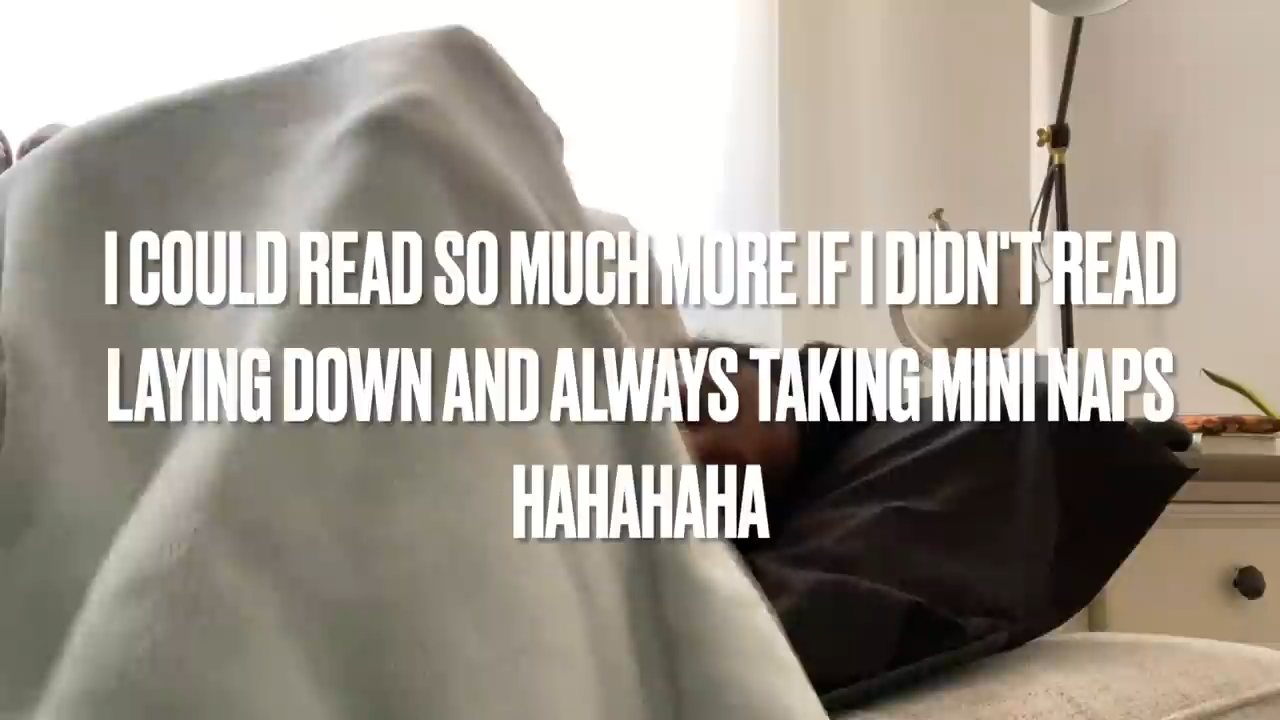 I COULD READ SO MUCH MORE IF I DIDN'T READ
LAYING DOWN AND ALWAYS TAKING MINI NAPS
HAHAHAHA